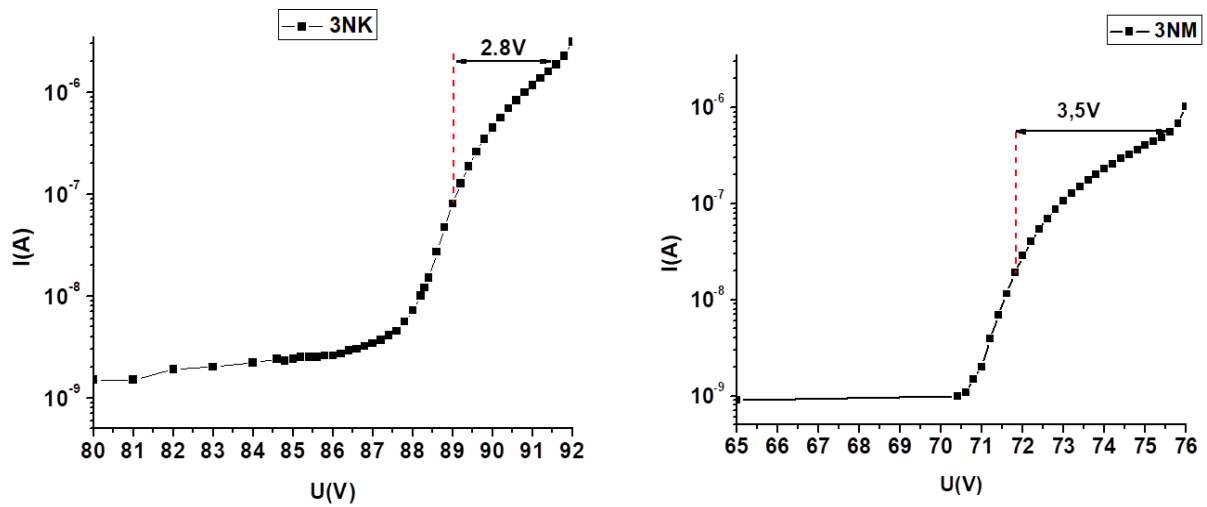 3NK
2.8V
I(A)
10^-6
10^-7
10^-8
10^-9
80 81 82 83 84 85 86 87 88 89 90 91 92
U(V)
3NM
3,5V
I(A)
10^-6
10^-7
10^-8
10^-9
65 66 67 68 69 70 71 72 73 74 75 76
U(V)